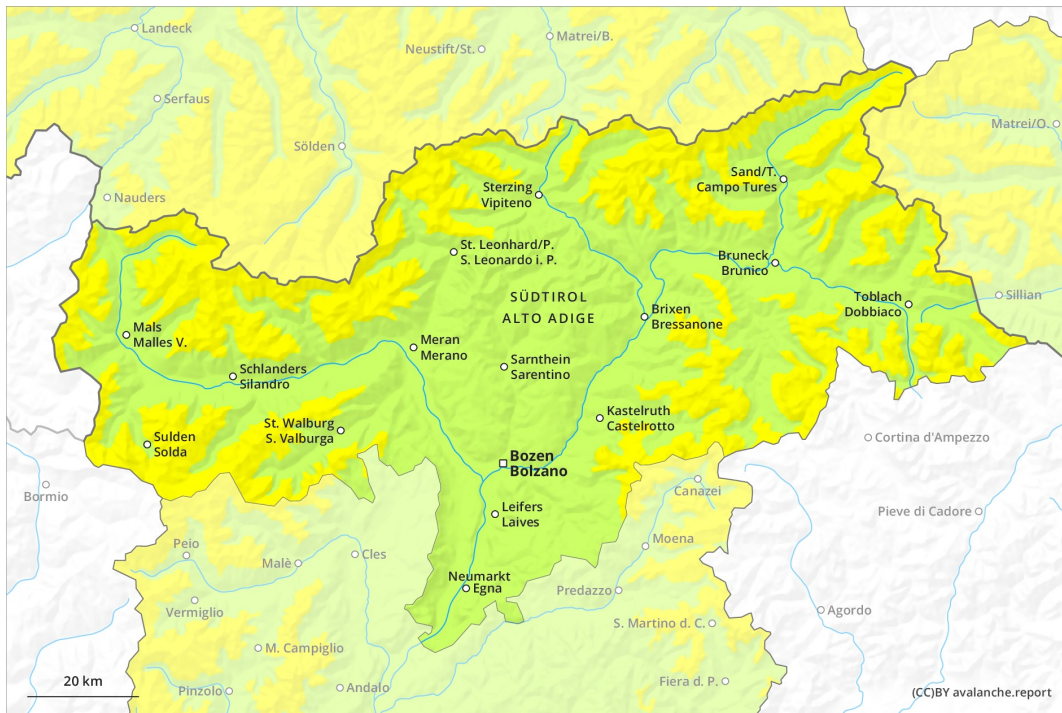 Landeck
Matrei/B.
Neustift/St.
Serfaus
Matrei/O.
Sölden
Sand/T.
Campo Tures
Sterzing
Vipiteno
Nauders
St. Leonhard/P.
S. Leonardo i. P.
Bruneck
Brunico
SÜDTIROL
ALTO ADIGE
Toblach
Dobbiaco
Sillian
Brixen
Bressanone
Mals
Malles V.
Meran
Merano
Sarnthein
Sarentino
Schlanders
Silandro
Kastelruth
Castelrotto
St. Walburg
S. Valburga
Sulden
Solda
Cortina d'Ampezzo
Bozen
Bolzano
Bormio
Canazei
Leifers
Laives
Pieve di Cadore
Moena
Peio
Cles
Malè
Neumarkt
Egna
Predazzo
Vermiglio
Agordo
S. Martino d. C.
M. Campiglio
20 km
Fiera d. P.
Andalo
Pinzolo
(CC)BY avalanche.report